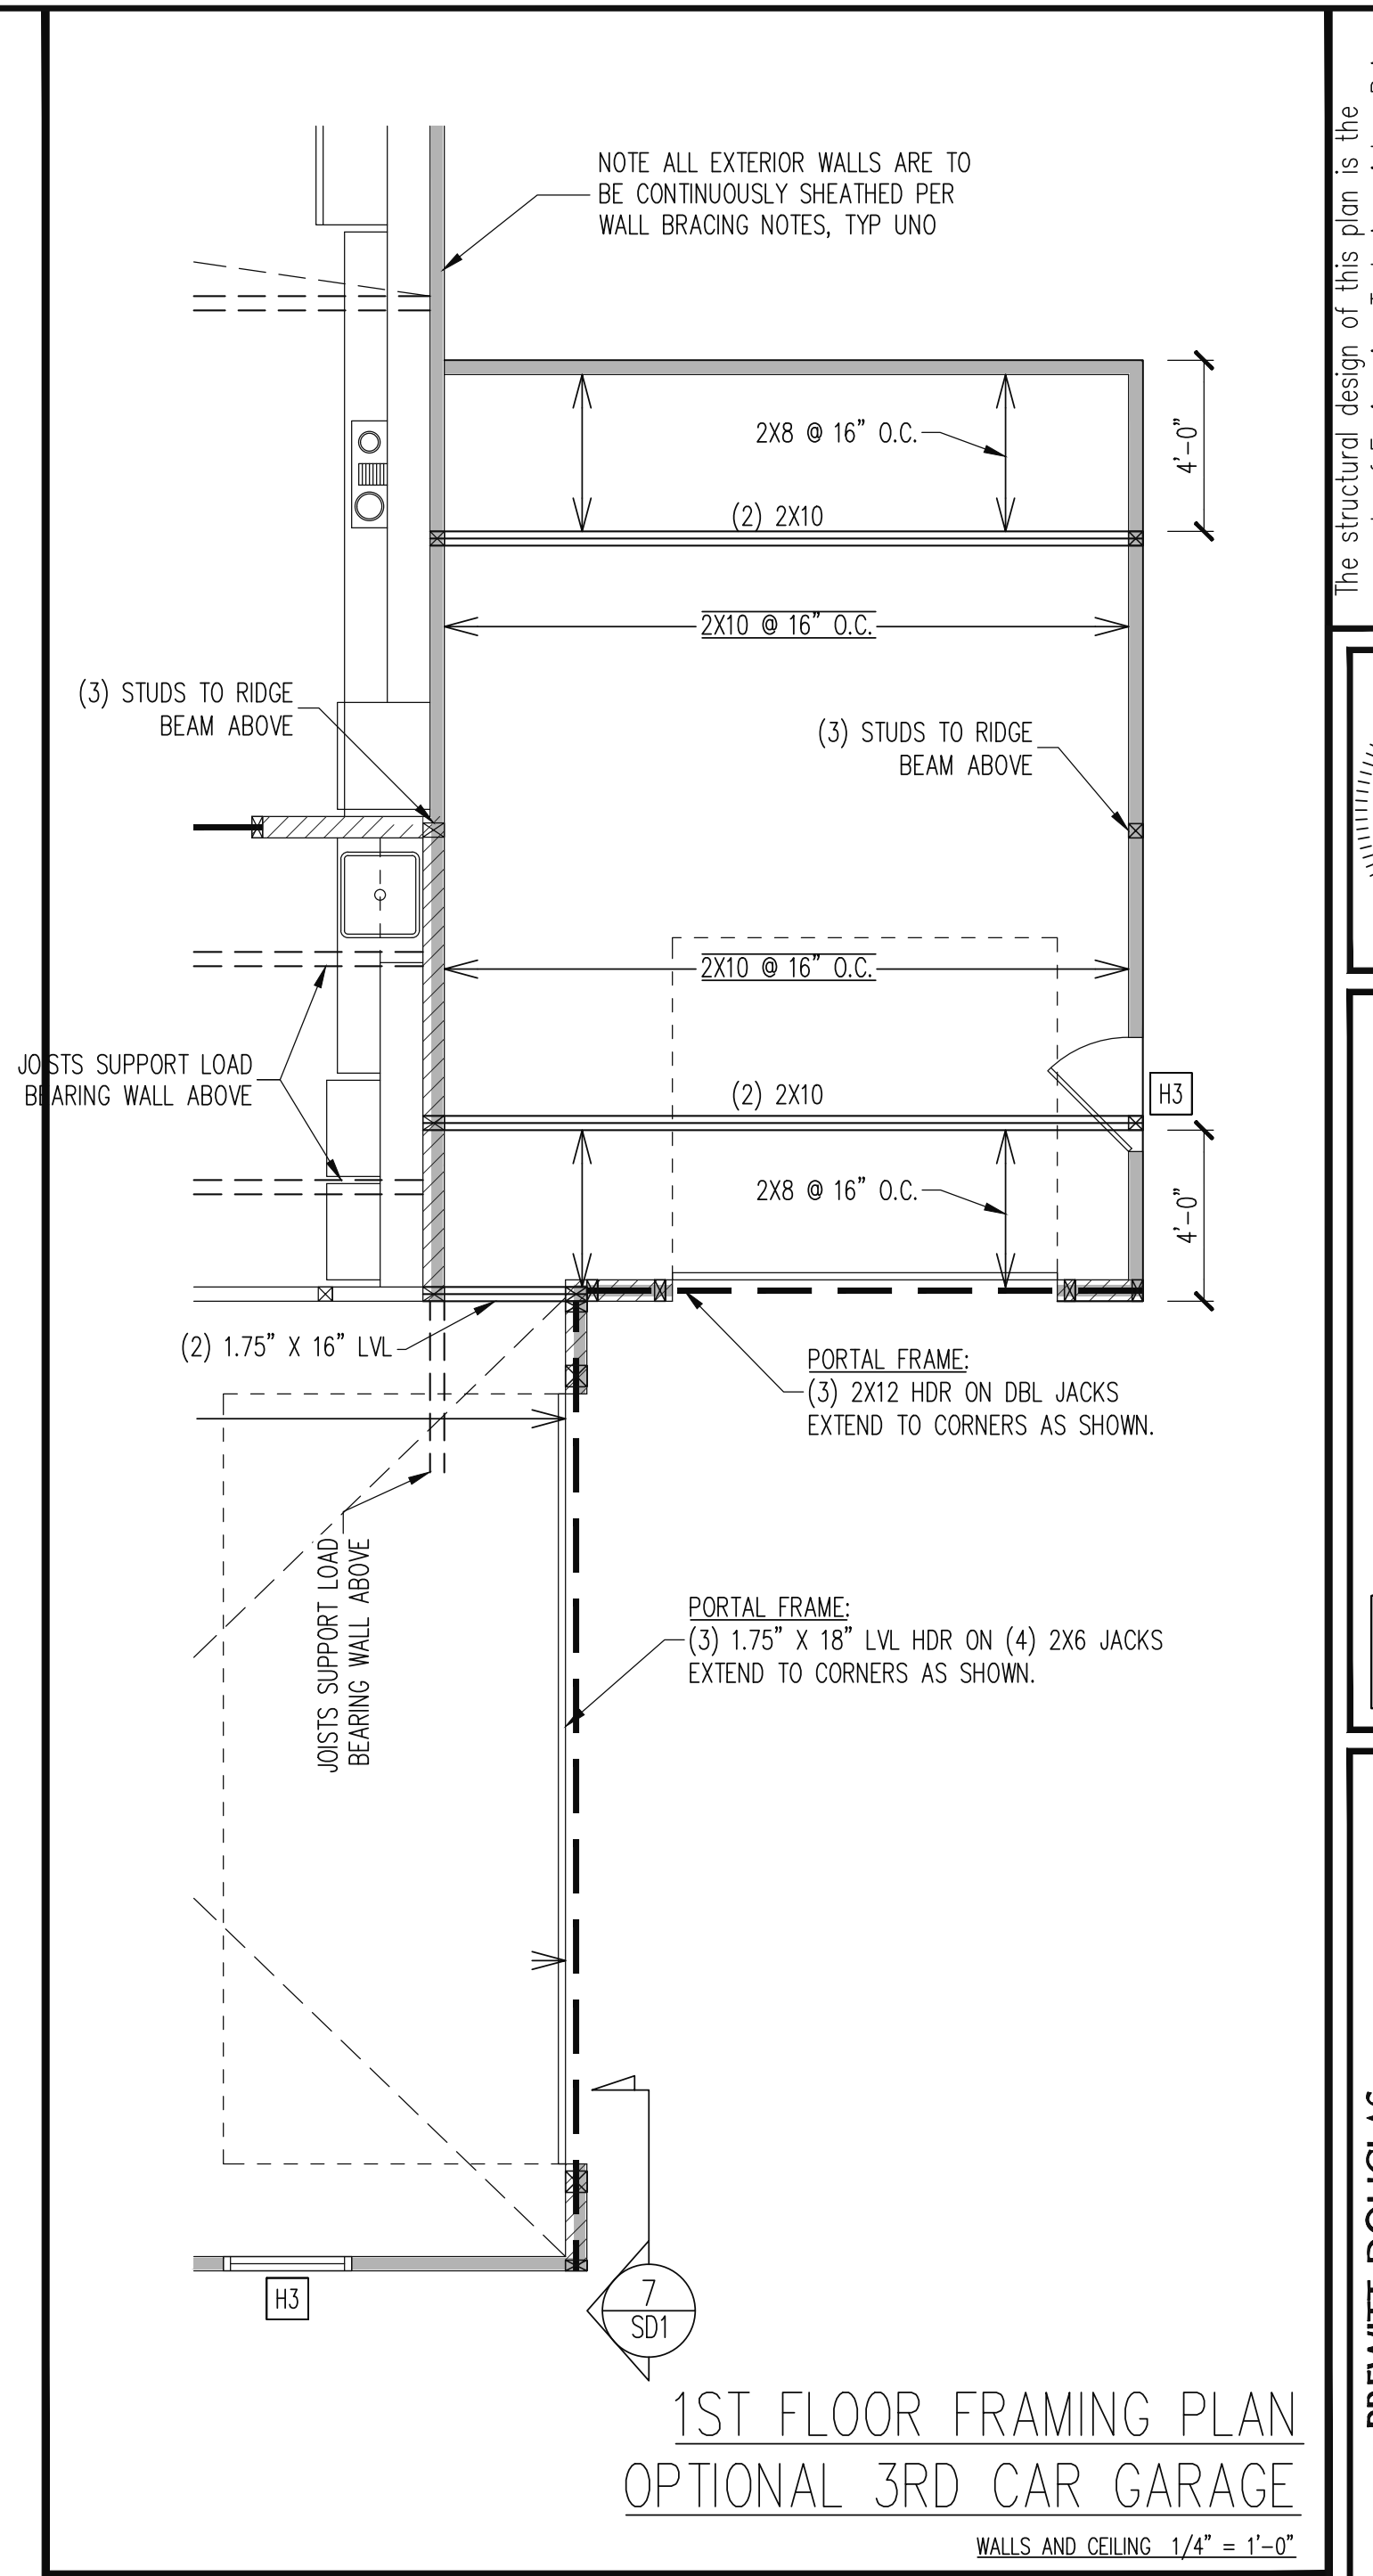 NOTE ALL EXTERIOR WALLS ARE TO
BE CONTINUOUSLY SHEATHED PER
WALL BRACING NOTES, TYP UNO
2X8 @ 16" O.C.
4'-0"
(2) 2X10
2X10 @ 16" O.C.
(3) STUDS TO RIDGE
BEAM ABOVE
(3) STUDS TO RIDGE
BEAM ABOVE
2X10 @ 16" O.C.
JOISTS SUPPORT LOAD
BEARING WALL ABOVE
(2) 2X10
H3
2X8 @ 16" O.C.
4'-0"
(2) 1.75" X 16" LVL
PORTAL FRAME:
(3) 2X12 HDR ON DBL JACKS
EXTEND TO CORNERS AS SHOWN.
JOISTS SUPPORT LOAD
BEARING WALL ABOVE
PORTAL FRAME:
(3) 1.75" X 18" LVL HDR ON (4) 2X6 JACKS
EXTEND TO CORNERS AS SHOWN.
H3
7
SD1
1ST FLOOR FRAMING PLAN
OPTIONAL 3RD CAR GARAGE
WALLS AND CEILING 1/4" = 1'-0"
The structural design of this plan is the